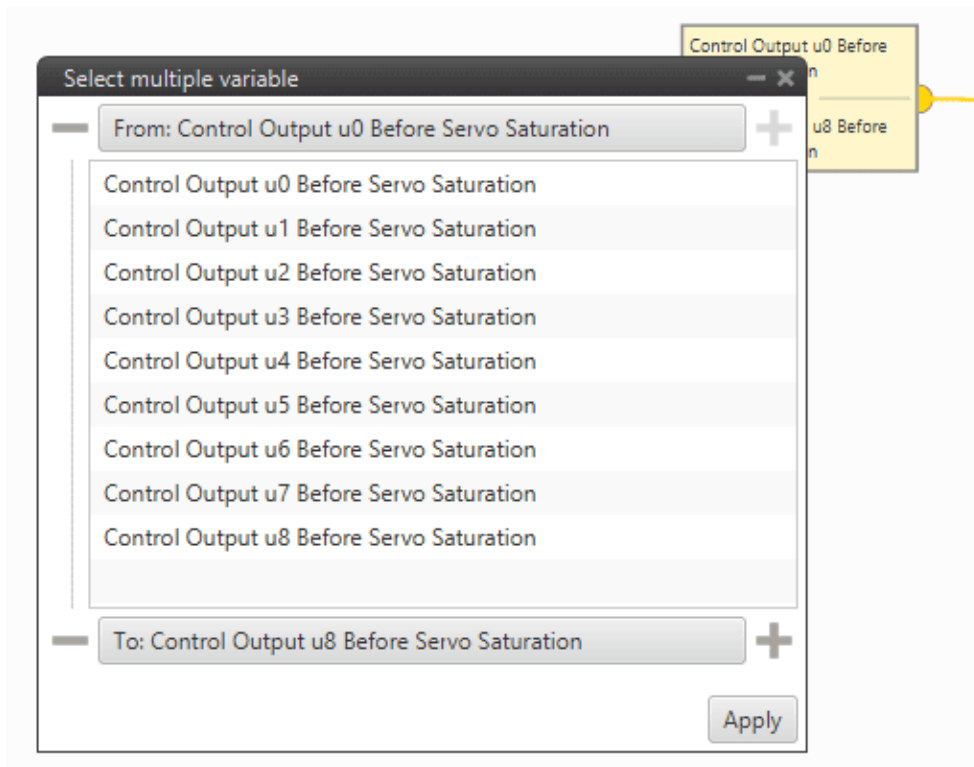 Control Output u0 Before
n
u8 Before
n
Select multiple variable
From: Control Output u0 Before Servo Saturation
Control Output u0 Before Servo Saturation
Control Output u1 Before Servo Saturation
Control Output u2 Before Servo Saturation
Control Output u3 Before Servo Saturation
Control Output u4 Before Servo Saturation
Control Output u5 Before Servo Saturation
Control Output u6 Before Servo Saturation
Control Output u7 Before Servo Saturation
Control Output u8 Before Servo Saturation
To: Control Output u8 Before Servo Saturation
Apply